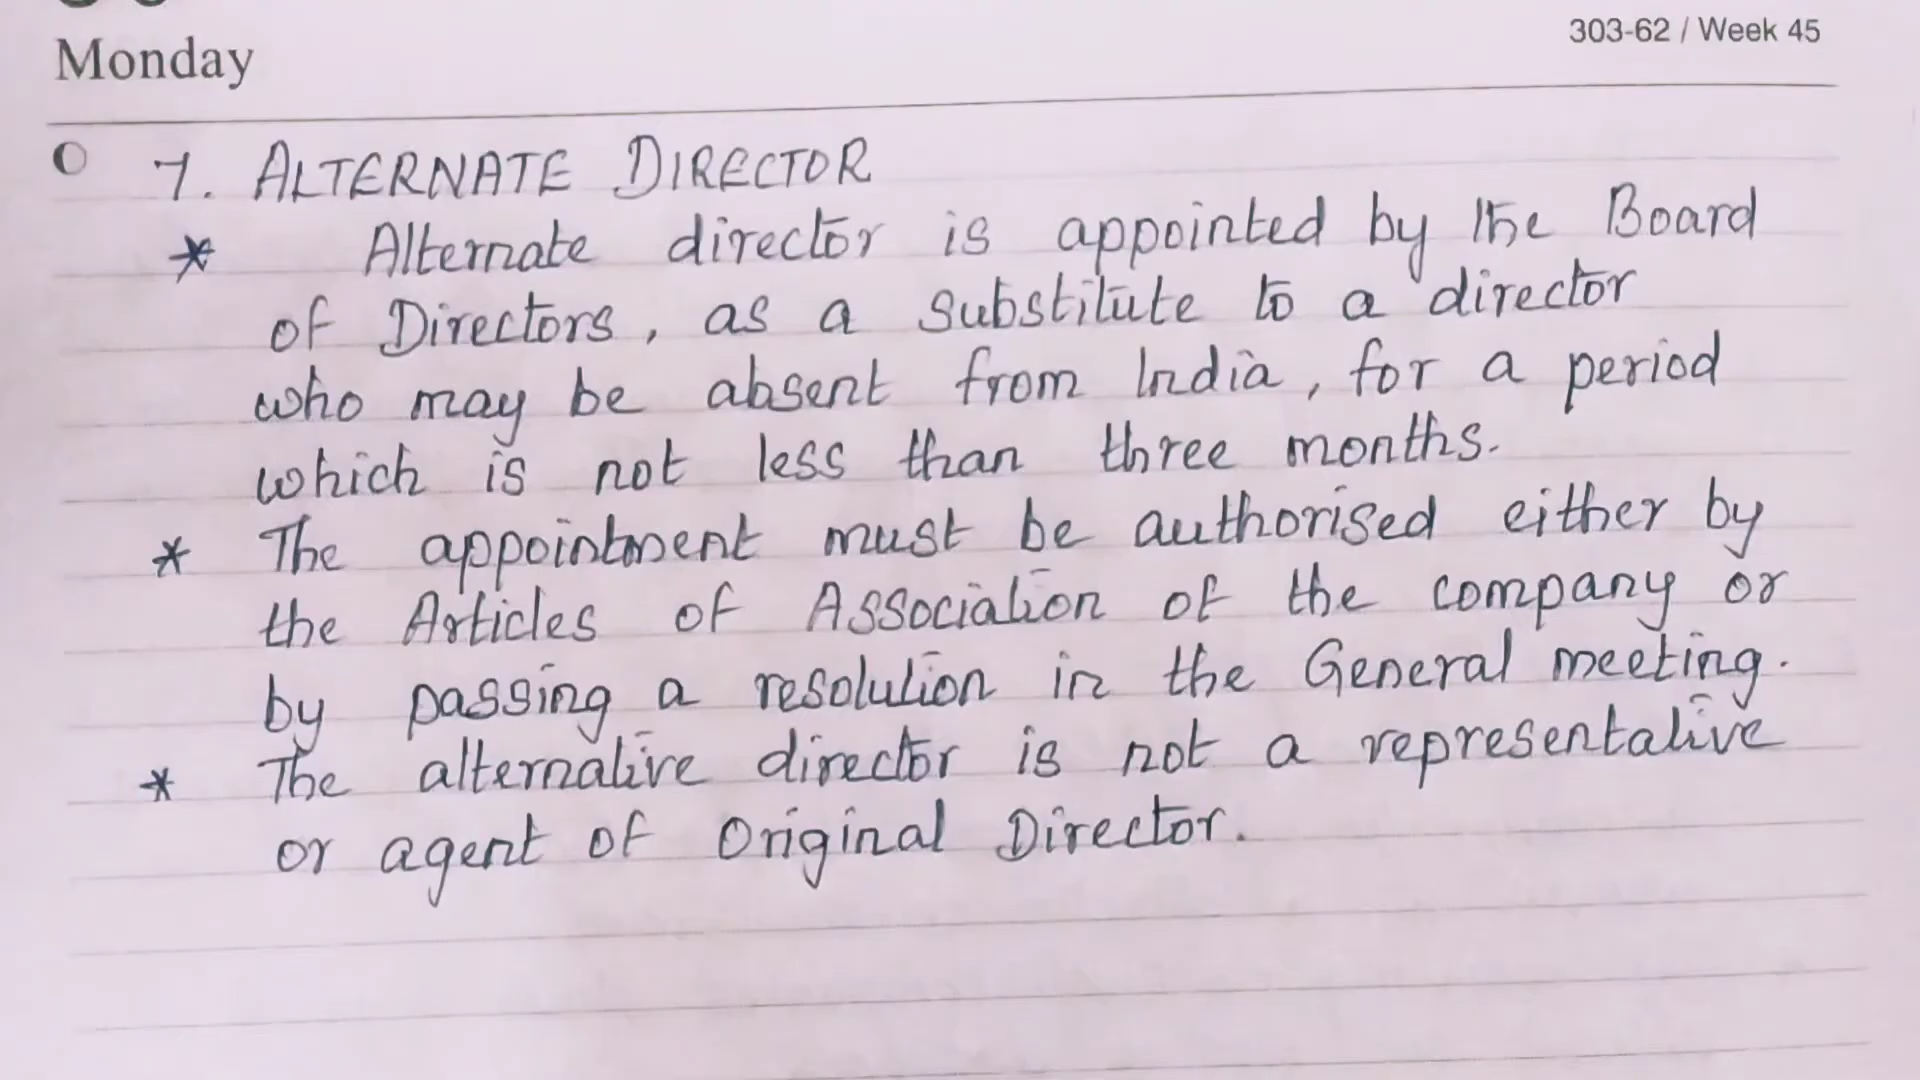 Monday
303-62 / Week 45
7. ALTERNATE DIRECTOR
* Alternate director is appointed by the Board
of Directors, as a substitute to a director
who may be absent from India, for a period
which is not less than three months.
* The appointment must be authorised either by
the Articles of Association of the company or
by passing a resolution in the General meeting.
* The alternative director is not a representative
or agent of Original Director.